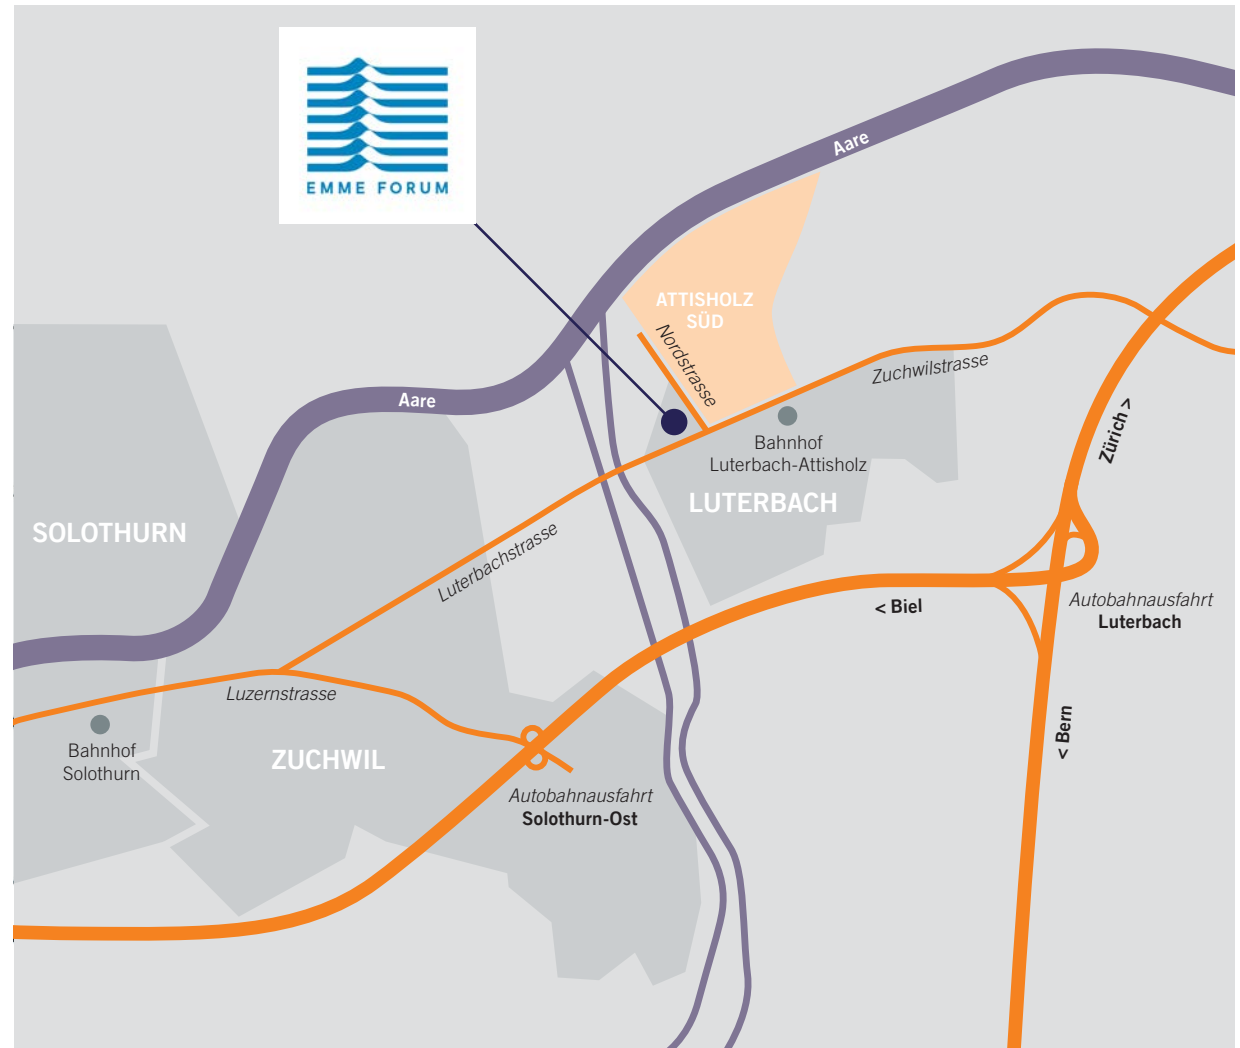 EMME FORUM
Aare
ATTISHOLZ
SÜD
Nordstrasse
Zuchwilstrasse
Aare
Zürich >
Bahnhof
Luterbach-Attisholz
LUTERBACH
SOLOTHURN
Luterbachstrasse
< Biel
Autobahnausfahrt
Luterbach
Luzernstrasse
< Bern
Bahnhof
Solothurn
ZUCHWIL
Autobahnausfahrt
Solothurn-Ost